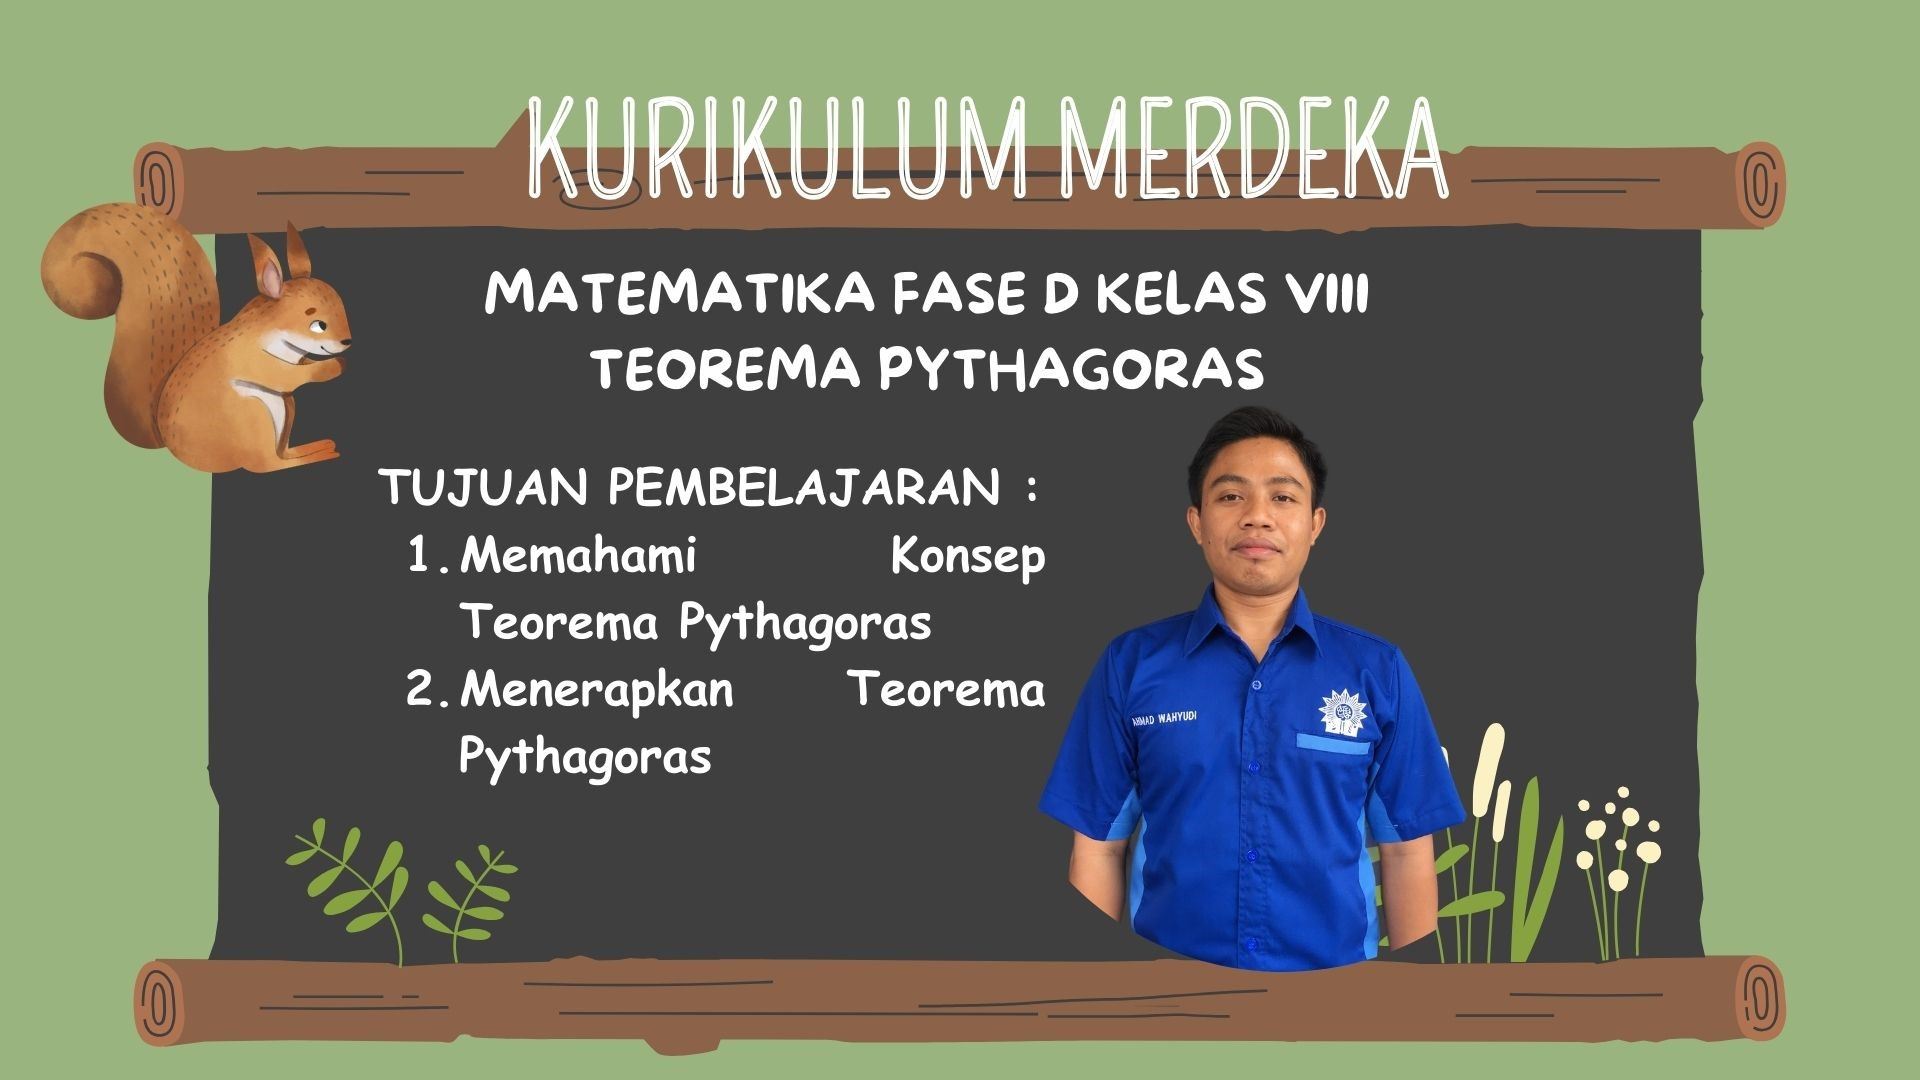 KURIKULUM MERDEKA
MATEMATIKA FASE D KELAS VIII
TEOREMA PYTHAGORAS
TUJUAN PEMBELAJARAN :
1. Memahami Konsep
Teorema Pythagoras
2. Menerapkan Teorema
Pythagoras
AHMAD WAHYUDI